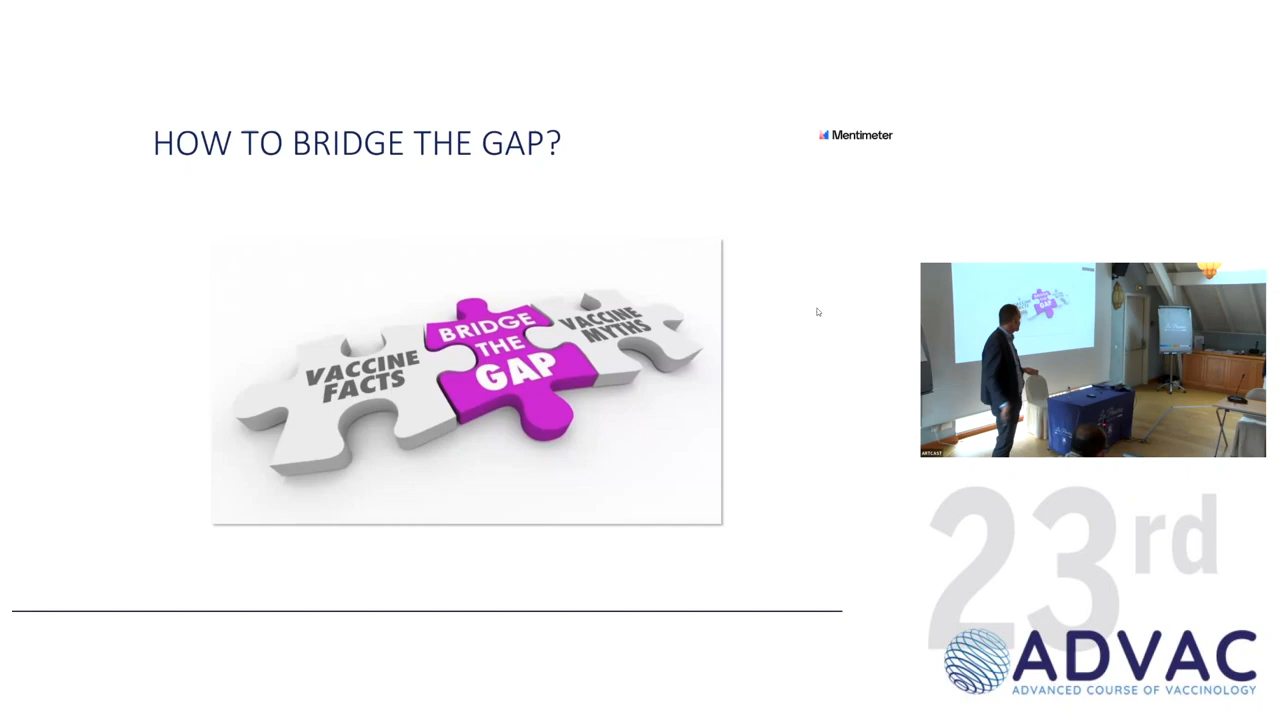 HOW TO BRIDGE THE GAP?
Mentimeter
VACCINE
FACTS
BRIDGE
THE
GAP
VACCINE
MYTHS
ARTCAST
23rd
ADVAC
ADVANCED COURSE OF VACCINOLOGY